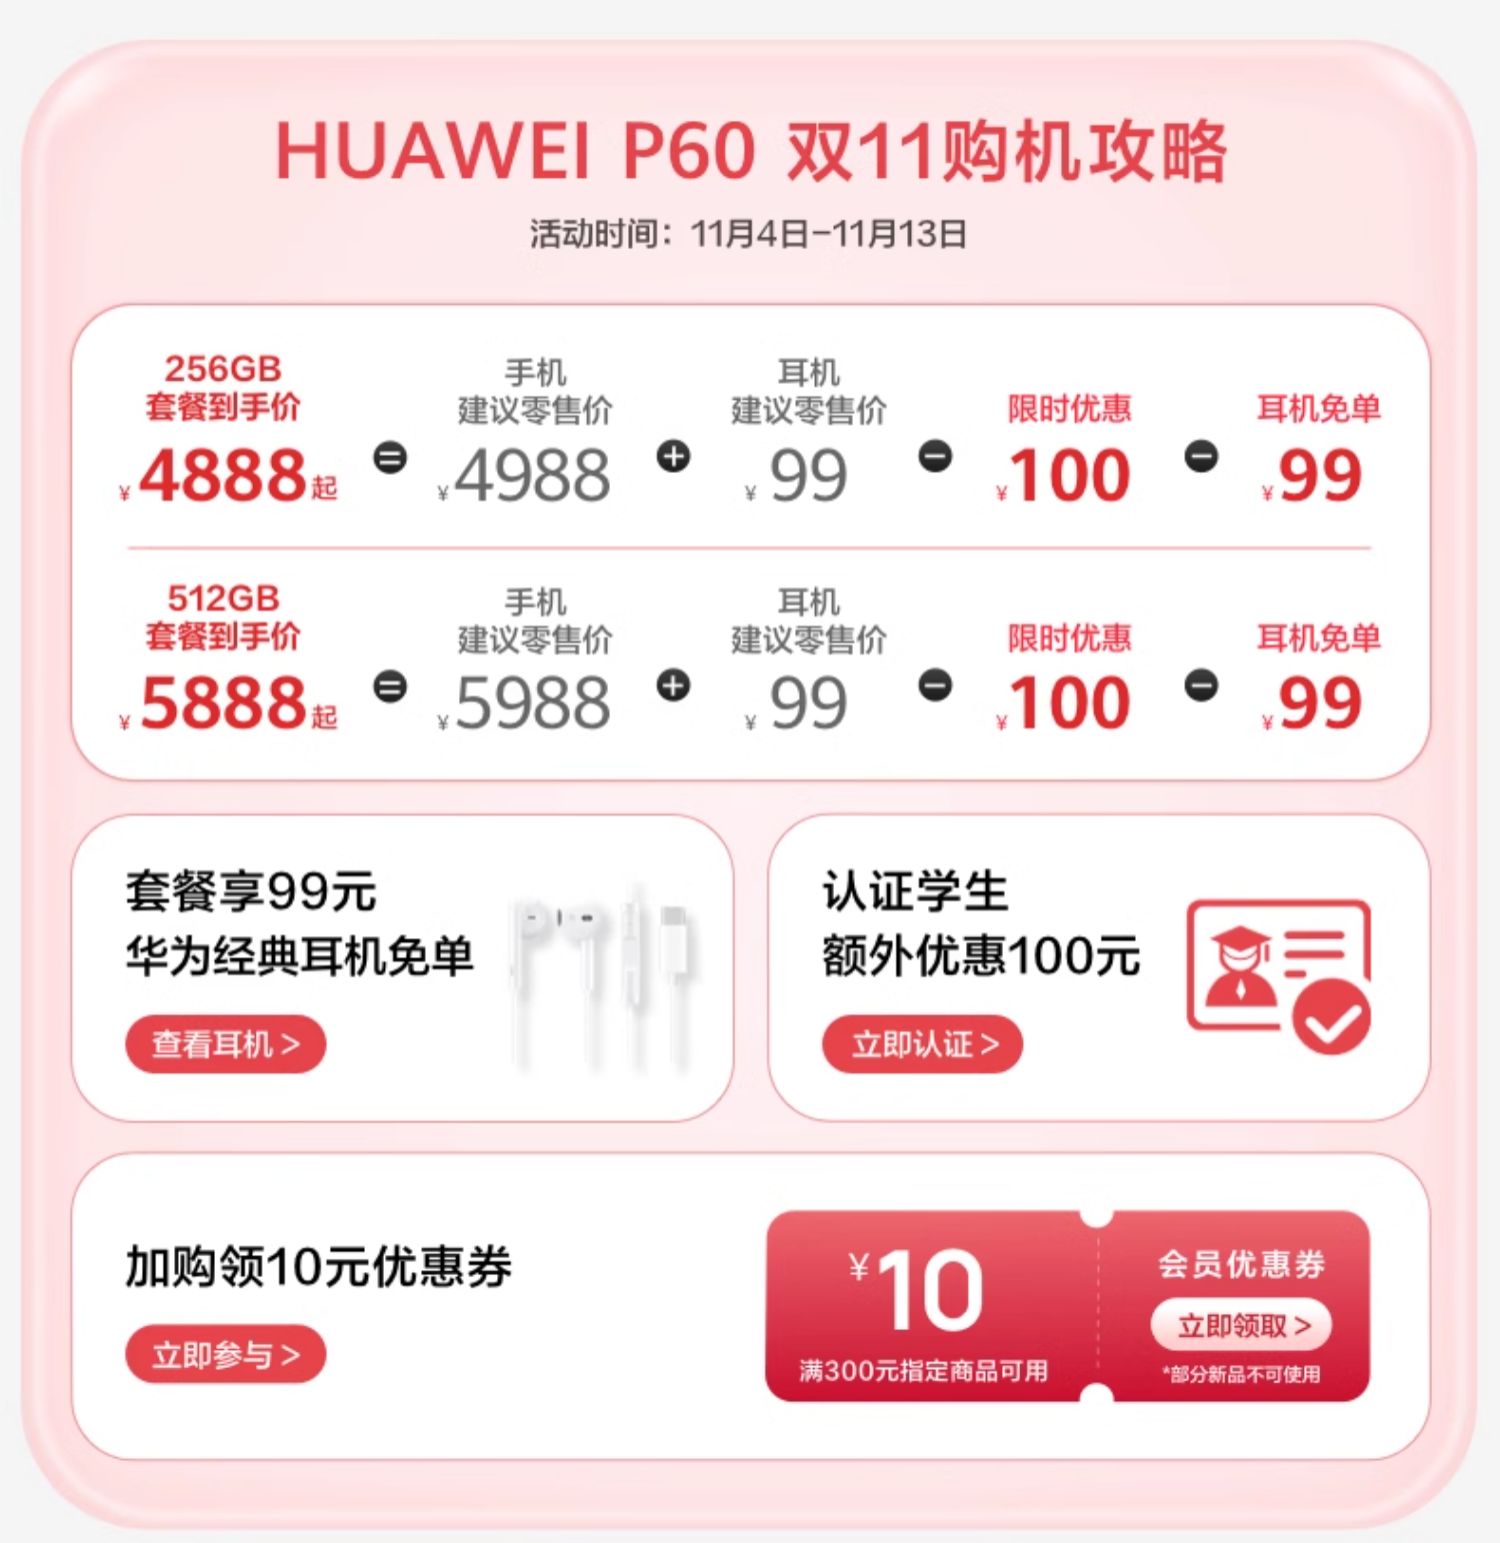 HUAWEI P60 双11购机攻略
活动时间：11月4日-11月13日
256GB
套餐到手价
¥4888起
=
手机
建议零售价
¥4988
+
耳机
建议零售价
¥99
−
限时优惠
¥100
−
耳机免单
¥99
512GB
套餐到手价
¥5888起
=
手机
建议零售价
¥5988
+
耳机
建议零售价
¥99
−
限时优惠
¥100
−
耳机免单
¥99
套餐享99元
华为经典耳机免单
查看耳机 >
认证学生
额外优惠100元
立即认证 >
加购领10元优惠券
立即参与 >
¥10
满300元指定商品可用
会员优惠券
立即领取 >
*部分新品不可使用